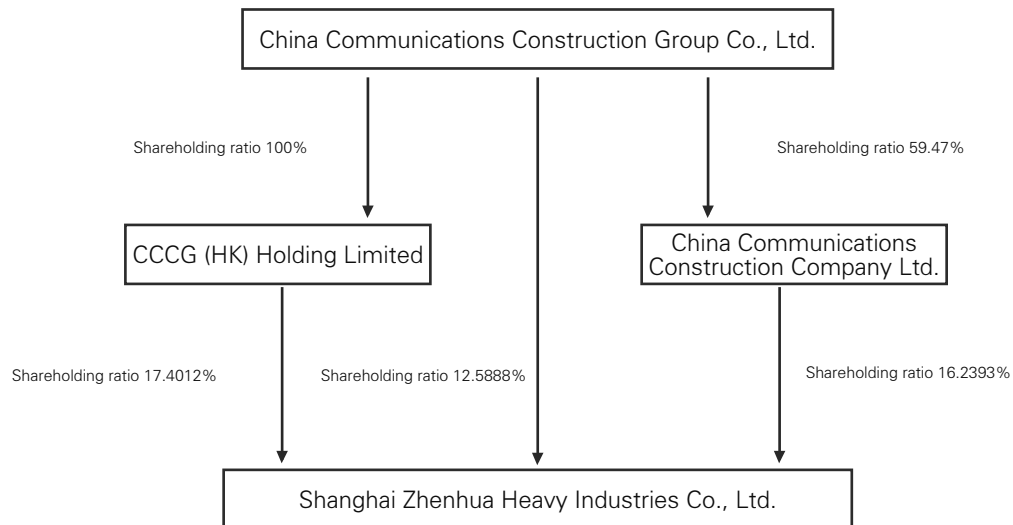 China Communications Construction Group Co., Ltd.
Shareholding ratio 100%
Shareholding ratio 59.47%
CCCG (HK) Holding Limited
China Communications
Construction Company Ltd.
Shareholding ratio 17.4012%
Shareholding ratio 12.5888%
Shareholding ratio 16.2393%
Shanghai Zhenhua Heavy Industries Co., Ltd.